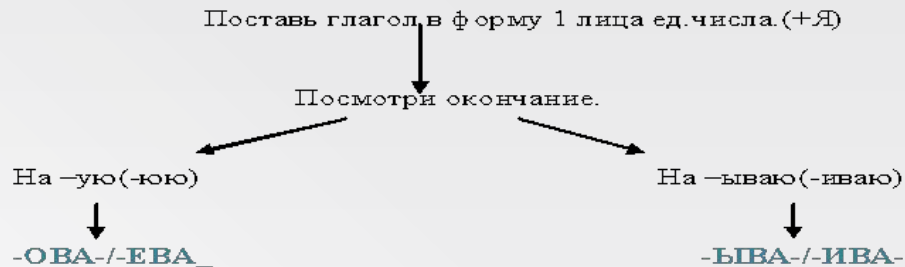 Поставь глагол в форму 1 лица ед.числа.(+Я)
Посмотри окончание.
На –ую(-юю)
На –ываю(-иваю)
-ОВА-/-ЕВА_
-ЫВА-/-ИВА-